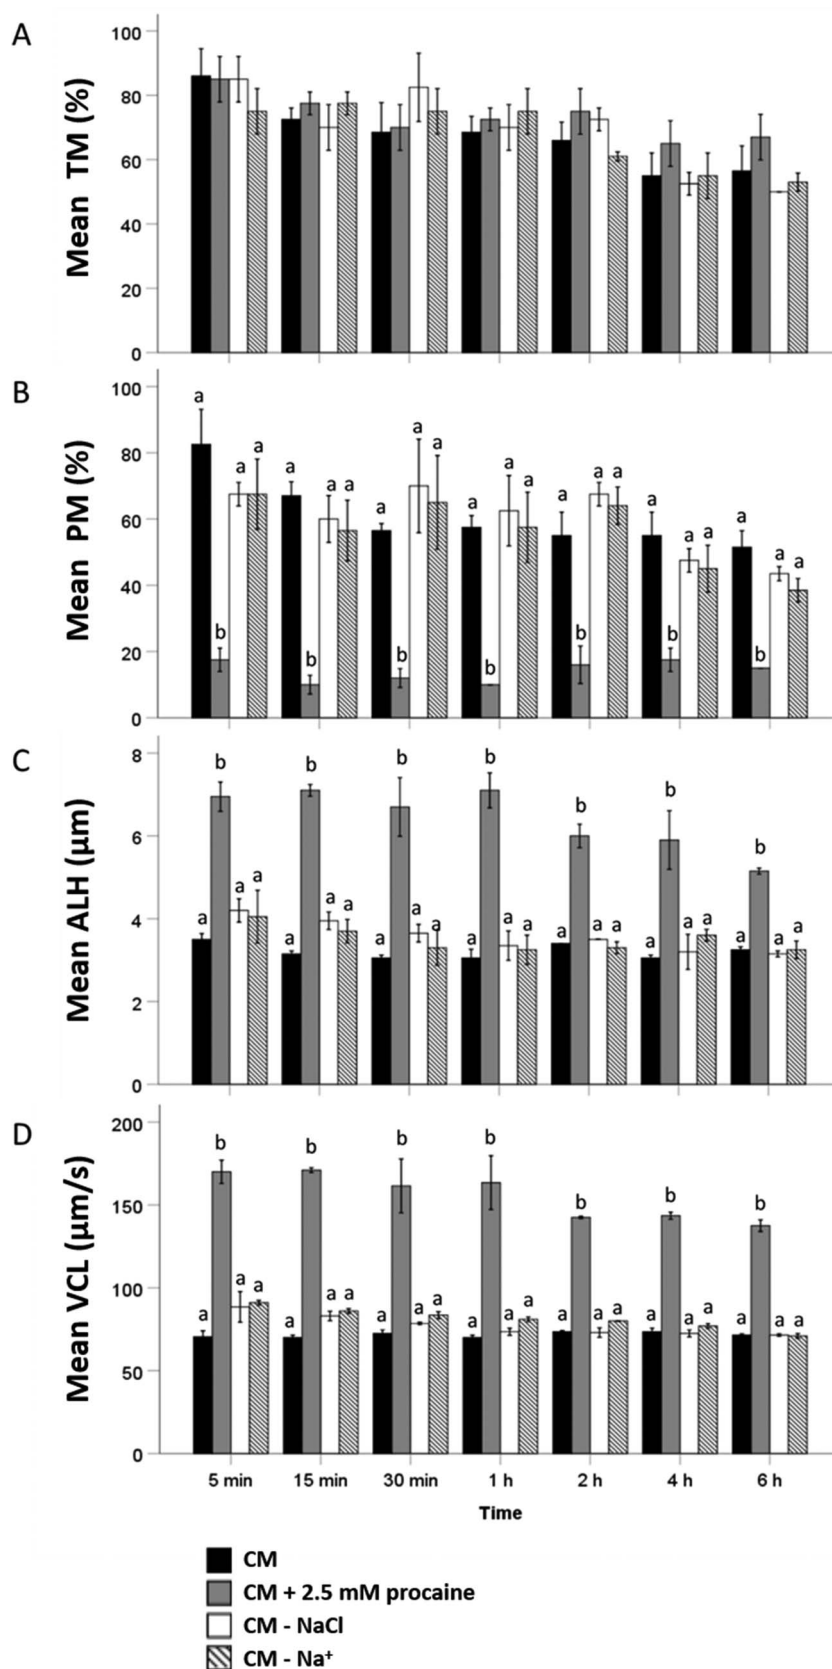 A
Mean TM (%)
100
80
60
40
20
0
B
Mean PM (%)
100
80
60
40
20
0
a b a a
a b a a
a b a a
a b a a
a b a a
a b a a
a b a a
C
Mean ALH (µm)
8
6
4
2
0
a b a a
a b a a
a b a a
a b a a
a b a a
a b a a
a b a a
D
Mean VCL (µm/s)
200
150
100
50
0
a b a a
a b a a
a b a a
a b a a
a b a a
a b a a
a b a a
5 min 15 min 30 min 1 h 2 h 4 h 6 h
Time
CM
CM + 2.5 mM procaine
CM - NaCl
CM - Na⁺